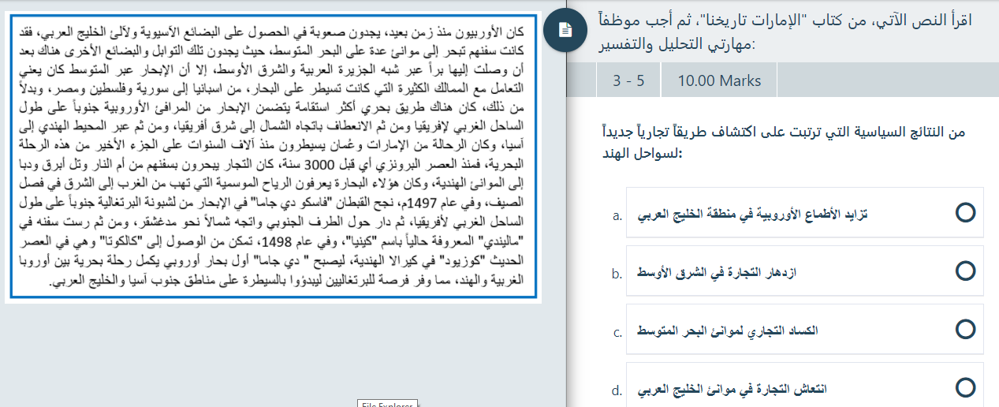 كان الأوربيون منذ زمن بعيد، يجدون صعوبة في الحصول على البضائع الآسيوية ولآلئ الخليج العربي، فقد
كانت سفنهم تبحر إلى موانئ عدة على البحر المتوسط، حيث يجدون تلك التوابل والبضائع الأخرى هناك بعد
أن وصلت إليها براً عبر شبه الجزيرة العربية والشرق الأوسط، إلا أن الإبحار عبر المتوسط كان يعني
التعامل مع الممالك الكثيرة التي كانت تسيطر على البحار، من اسبانيا إلى سورية وفلسطين ومصر، وبدلاً
من ذلك، كان هناك طريق بحري أكثر استقامة يتضمن الإبحار من المرافئ الأوروبية جنوباً على طول
الساحل الغربي لإفريقيا ومن ثم الانعطاف باتجاه الشمال إلى شرق أفريقيا، ومن ثم عبر المحيط الهندي إلى
آسيا، وكان الرحالة من الإمارات وعُمان يسيطرون منذ آلاف السنوات على الجزء الأخير من هذه الرحلة
البحرية، فمنذ العصر البرونزي أي قبل 3000 سنة، كان التجار يبحرون بسفنهم من أم النار وتل أبرق ودبا
إلى الموانئ الهندية، وكان هؤلاء البحارة يعرفون الرياح الموسمية التي تهب من الغرب إلى الشرق في فصل
الصيف، وفي عام 1497م، نجح القبطان "فاسكو دي جاما" في الإبحار من لشبونة البرتغالية جنوباً على طول
الساحل الغربي لأفريقيا، ثم دار حول الطرف الجنوبي واتجه شمالاً نحو مدغشقر، ومن ثم رست سفنه في
"ماليندي" المعروفة حالياً باسم "كينيا"، وفي عام 1498، تمكن من الوصول إلى "كالكوتا" وهي في العصر
الحديث "كوزيود" في كيرالا الهندية، ليصبح " دي جاما" أول بحار أوروبي يكمل رحلة بحرية بين أوروبا
الغربية والهند، مما وفر فرصة للبرتغاليين ليبدؤوا بالسيطرة على مناطق جنوب آسيا والخليج العربي.
اقرأ النص الآتي، من كتاب "الإمارات تاريخنا"، ثم أجب موظفاً
مهارتي التحليل والتفسير:
3 - 5
10.00 Marks
من النتائج السياسية التي ترتبت على اكتشاف طريقاً تجارياً جديداً
لسواحل الهند:
a. تزايد الأطماع الأوروبية في منطقة الخليج العربي
b. ازدهار التجارة في الشرق الأوسط
c. الكساد التجاري لموانئ البحر المتوسط
d. انتعاش التجارة في موانئ الخليج العربي
File Explorer